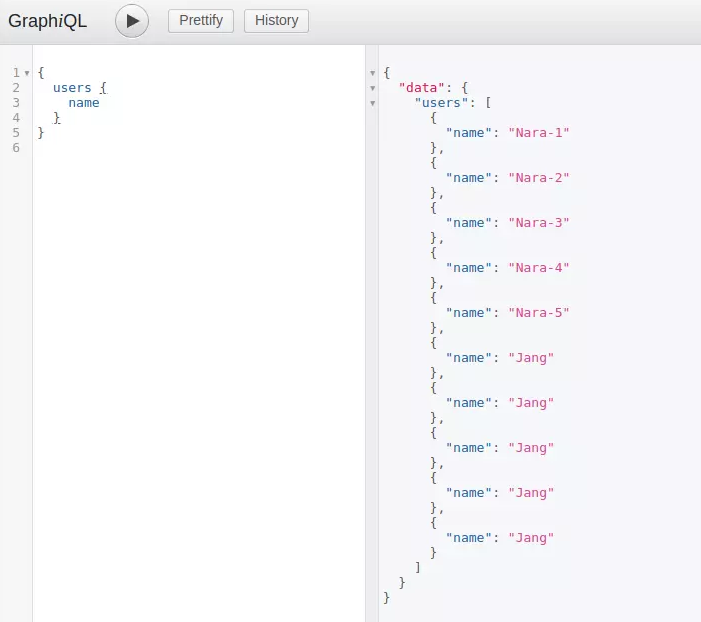 GraphiQL Prettify History
1 {
2 users {
3 name
4 }
5 }
6
{
"data": {
"users": [
{
"name": "Nara-1"
},
{
"name": "Nara-2"
},
{
"name": "Nara-3"
},
{
"name": "Nara-4"
},
{
"name": "Nara-5"
},
{
"name": "Jang"
},
{
"name": "Jang"
},
{
"name": "Jang"
},
{
"name": "Jang"
},
{
"name": "Jang"
}
]
}
}